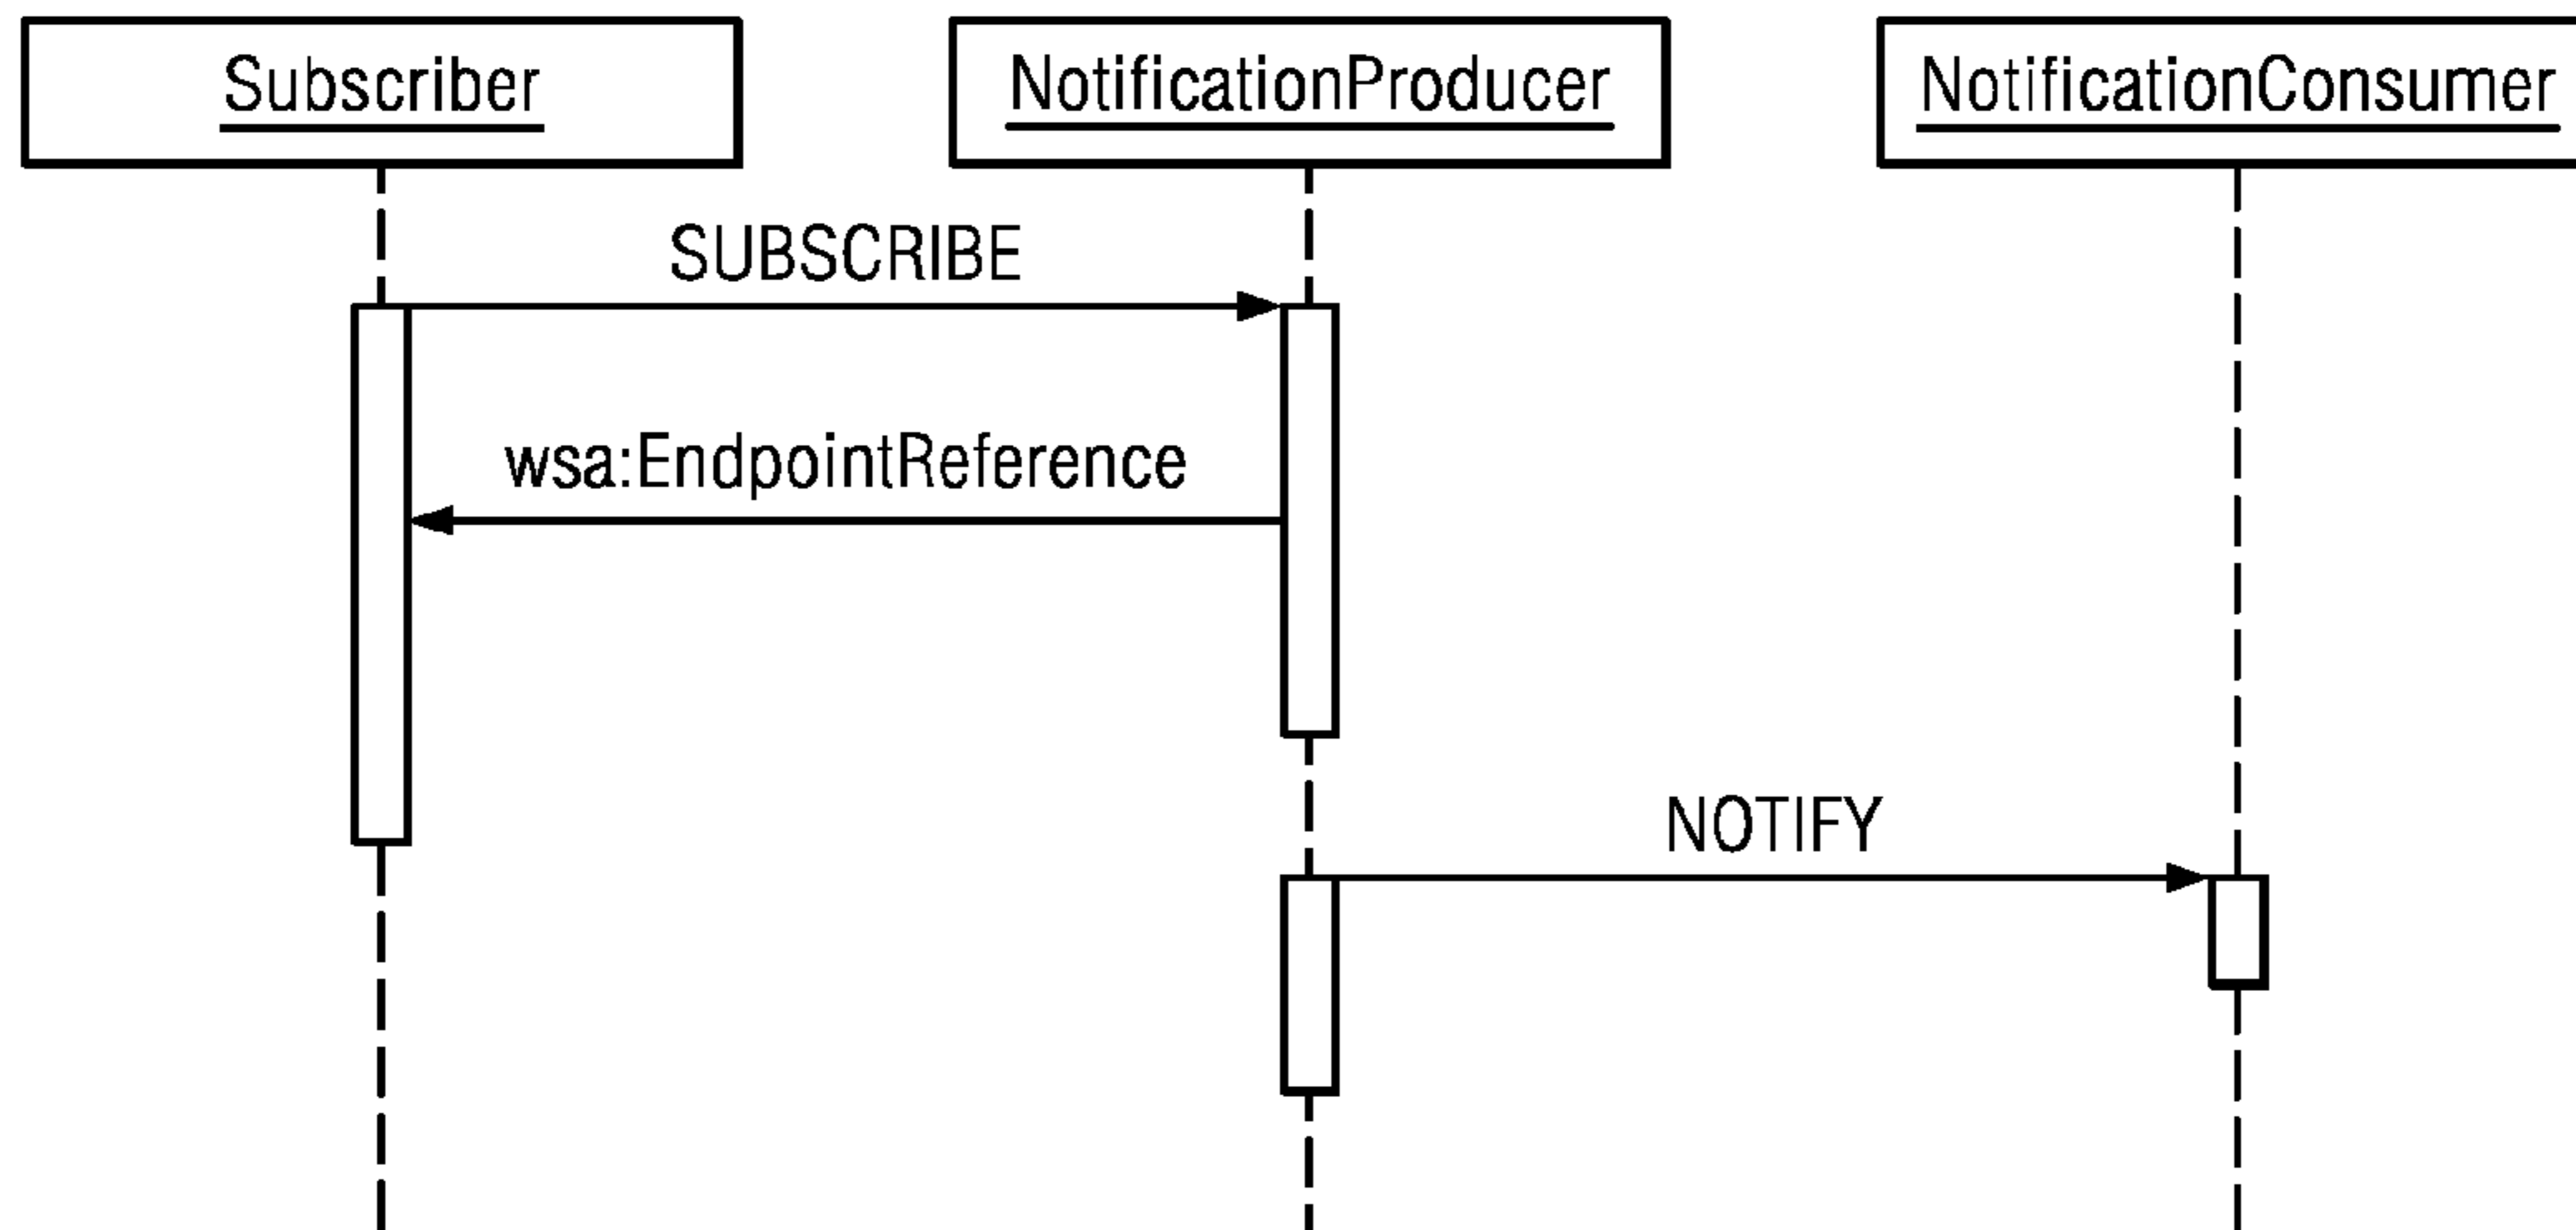 Subscriber
NotificationProducer
NotificationConsumer
SUBSCRIBE
wsa:EndpointReference
NOTIFY